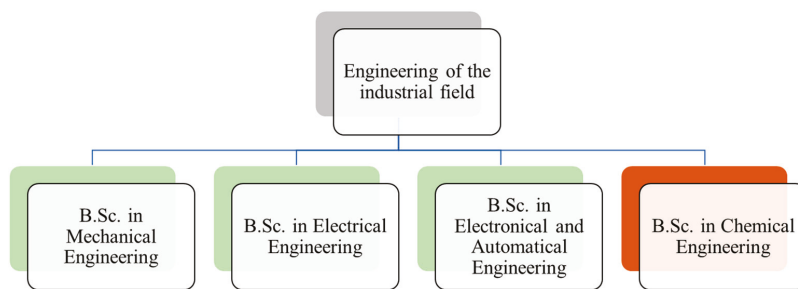 Engineering of the
industrial field
B.Sc. in
Mechanical
Engineering
B.Sc. in Electrical
Engineering
B.Sc. in
Electronical and
Automatical
Engineering
B.Sc. in Chemical
Engineering